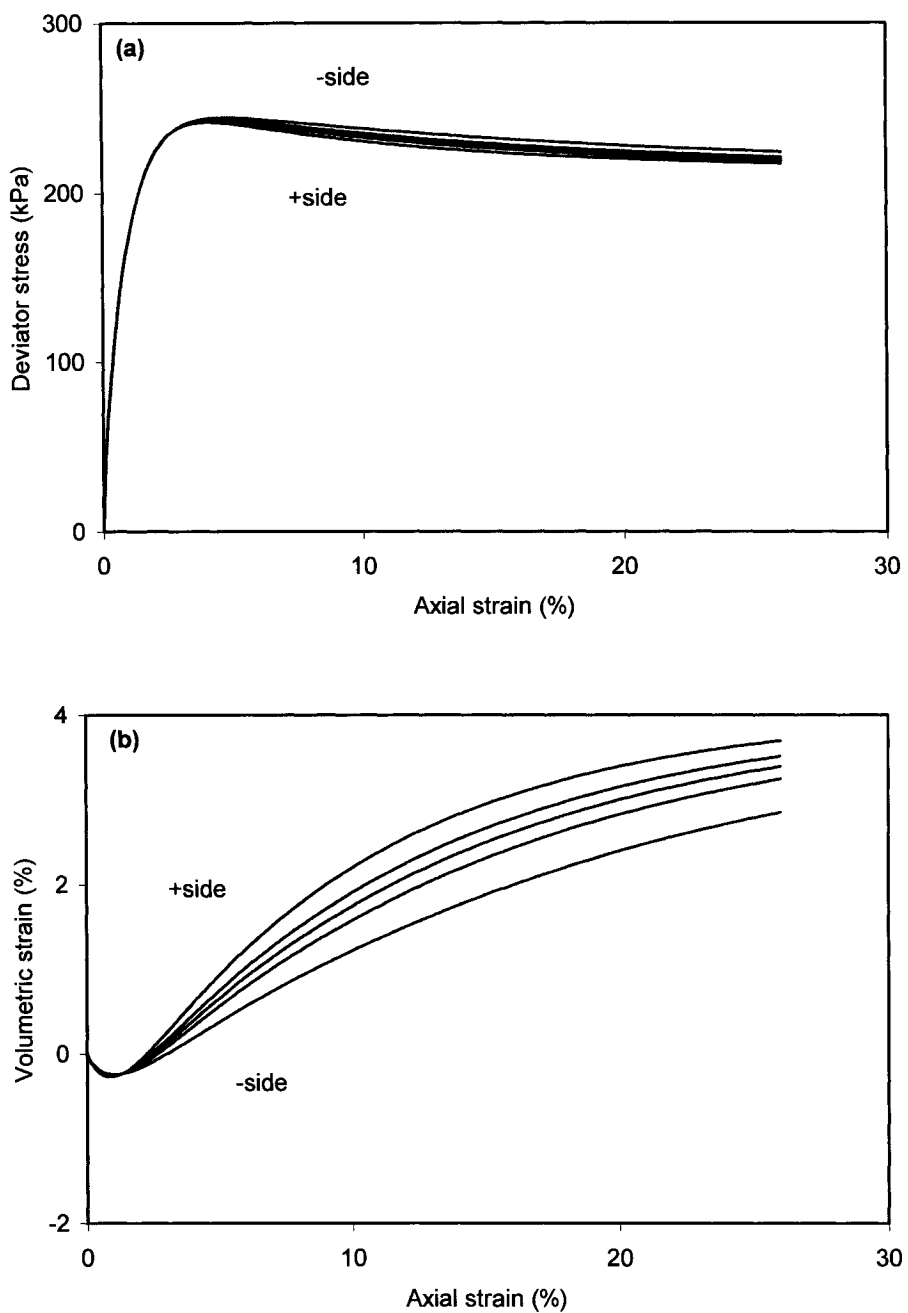 300
(a)
-side
200
+side
Deviator stress (kPa)
100
0
0
10
20
30
Axial strain (%)
4
(b)
2
+side
Volumetric strain (%)
0
-side
-2
0
10
20
30
Axial strain (%)